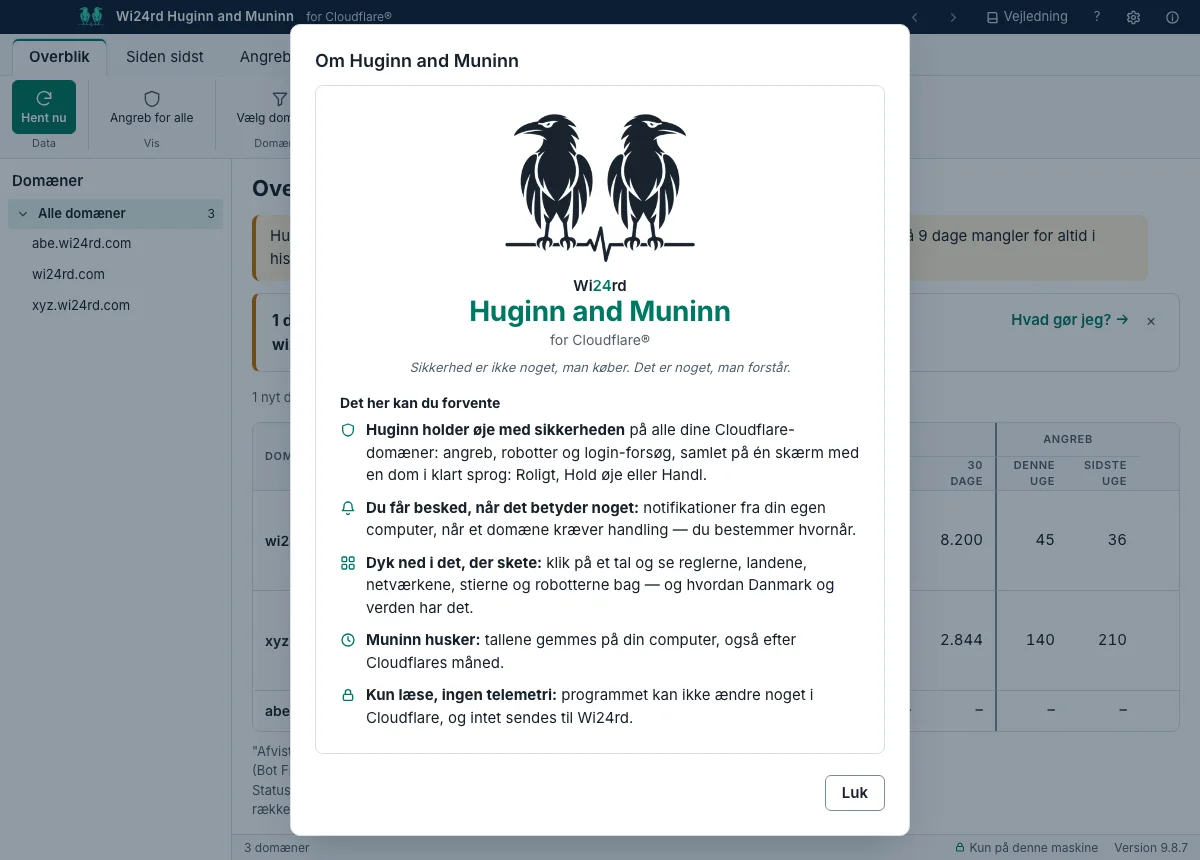 Wi24rd Huginn and Muninn for Cloudflare®
Vejledning ?
Overblik Siden sidst Angreb
Hent nu Angreb for alle Vælg dom
Data Vis Domæn
Domæner
Alle domæner 3
abe.wi24rd.com
wi24rd.com
xyz.wi24rd.com
Ove
Hu
å 9 dage mangler for altid i
his
1 d
wi
Hvad gør jeg? → ×
1 nyt d
DOM
ANGREB
30 DAGE
DENNE UGE
SIDSTE UGE
wi2 8.200 45 36
xyz 2.844 140 210
abe – – –
"Afvist
(Bot F
Status
række
3 domæner
Kun på denne maskine Version 9.8.7
Om Huginn and Muninn
Wi24rd
Huginn and Muninn
for Cloudflare®
Sikkerhed er ikke noget, man køber. Det er noget, man forstår.
Det her kan du forvente
Huginn holder øje med sikkerheden på alle dine Cloudflare-
domæner: angreb, robotter og login-forsøg, samlet på én skærm med
en dom i klart sprog: Roligt, Hold øje eller Handl.
Du får besked, når det betyder noget: notifikationer fra din egen
computer, når et domæne kræver handling — du bestemmer hvornår.
Dyk ned i det, der skete: klik på et tal og se reglerne, landene,
netværkene, stierne og robotterne bag — og hvordan Danmark og
verden har det.
Muninn husker: tallene gemmes på din computer, også efter
Cloudflares måned.
Kun læse, ingen telemetri: programmet kan ikke ændre noget i
Cloudflare, og intet sendes til Wi24rd.
Luk